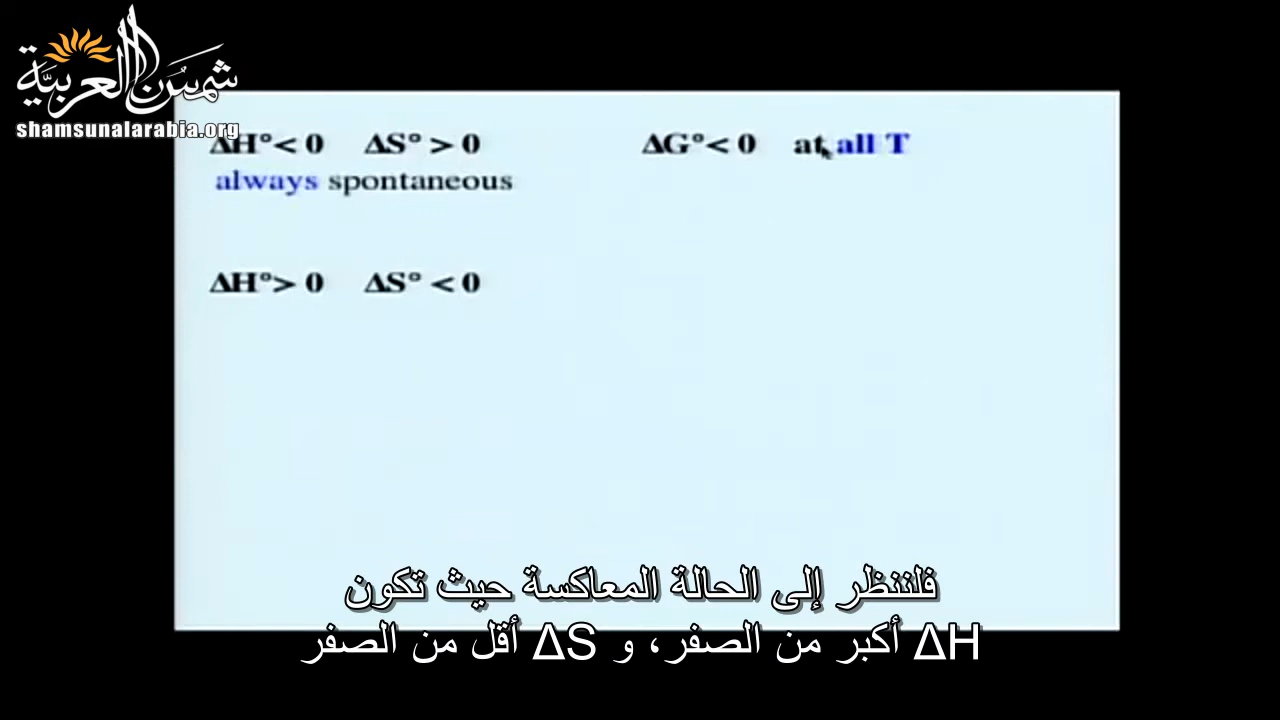 شمس العربية
shamsunalarabia.org
ΔH°< 0 ΔS° > 0 ΔG°< 0 at all T
always spontaneous
ΔH°> 0 ΔS° < 0
فلننظر إلى الحالة المعاكسة حيث تكون
ΔH أكبر من الصفر، و ΔS أقل من الصفر